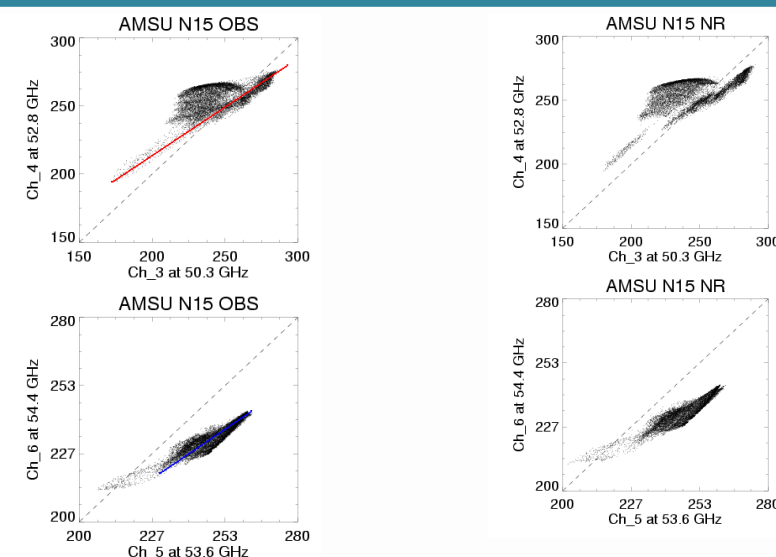 AMSU N15 OBS
300
250
200
150
Ch_4 at 52.8 GHz
150 200 250 300
Ch_3 at 50.3 GHz
AMSU N15 NR
300
250
200
150
Ch_4 at 52.8 GHz
150 200 250 300
Ch_3 at 50.3 GHz
AMSU N15 OBS
280
253
227
200
Ch_6 at 54.4 GHz
200 227 253 280
Ch_5 at 53.6 GHz
AMSU N15 NR
280
253
227
200
Ch_6 at 54.4 GHz
200 227 253 280
Ch_5 at 53.6 GHz